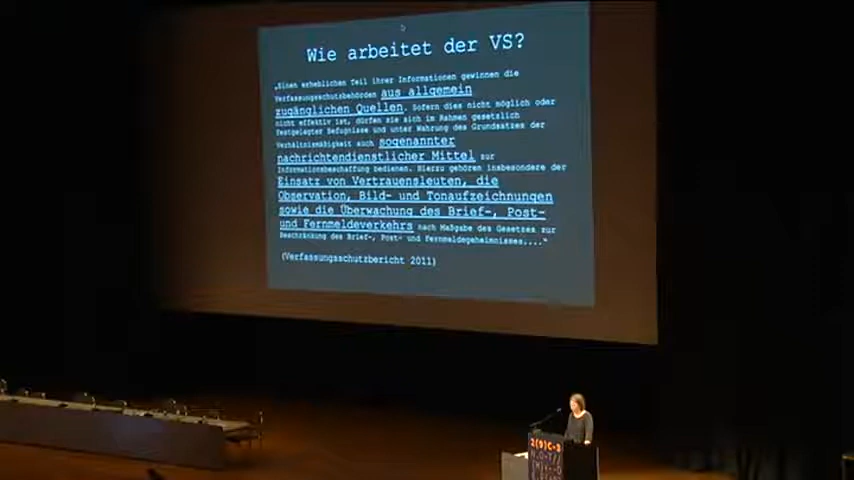 Wie arbeitet der VS?
„Einen erheblichen Teil ihrer Informationen gewinnen die
Verfassungsschutzbehörden aus allgemein
zugänglichen Quellen. Sofern dies nicht möglich oder
nicht effektiv ist, dürfen sie sich im Rahmen gesetzlich
festgelegter Befugnisse und unter Wahrung des Grundsatzes der
Verhältnismäßigkeit auch sogenannter
nachrichtendienstlicher Mittel zur
Informationsbeschaffung bedienen. Hierzu gehören insbesondere der
Einsatz von Vertrauensleuten, die
Observation, Bild- und Tonaufzeichnungen
sowie die Überwachung des Brief-, Post-
und Fernmeldeverkehrs nach Maßgabe des Gesetzes zur
Beschränkung des Brief-, Post- und Fernmeldegeheimnisses...."
(Verfassungsschutzbericht 2011)
2(9)C-3